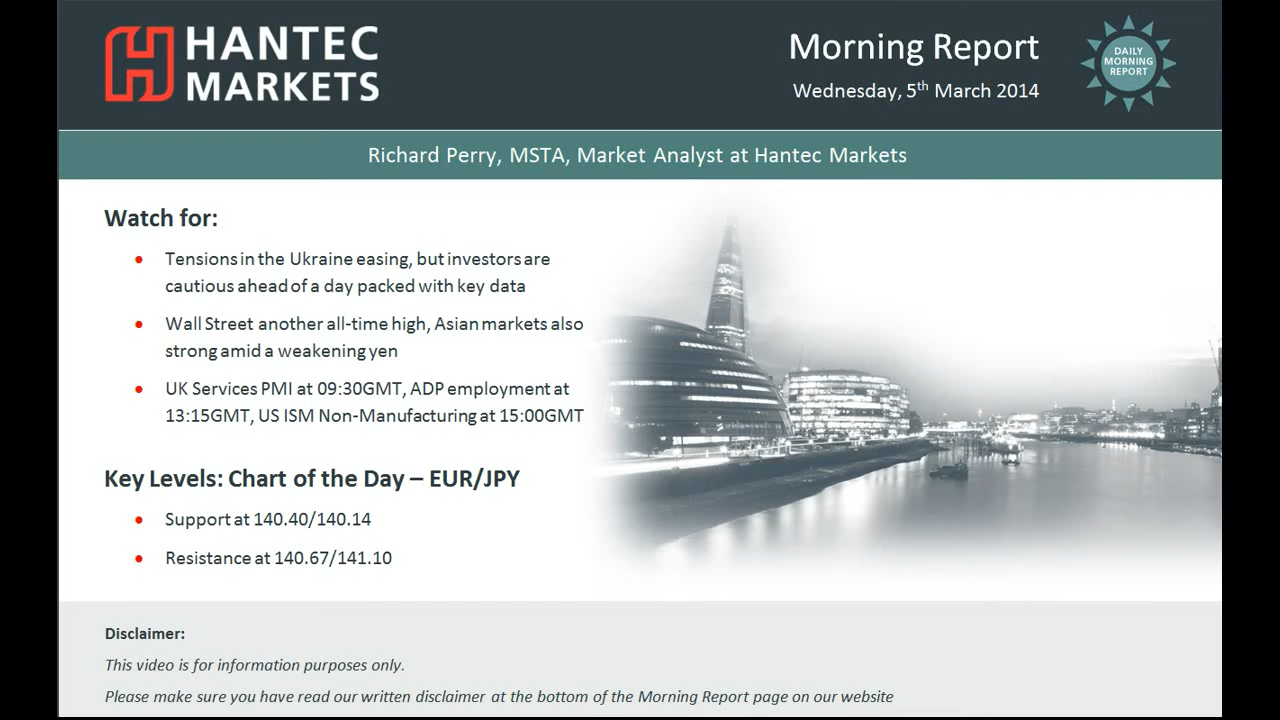 HANTEC
MARKETS
Morning Report
Wednesday, 5th March 2014
DAILY
MORNING
REPORT
Richard Perry, MSTA, Market Analyst at Hantec Markets
Watch for:
• Tensions in the Ukraine easing, but investors are
cautious ahead of a day packed with key data
• Wall Street another all-time high, Asian markets also
strong amid a weakening yen
• UK Services PMI at 09:30GMT, ADP employment at
13:15GMT, US ISM Non-Manufacturing at 15:00GMT
Key Levels: Chart of the Day – EUR/JPY
• Support at 140.40/140.14
• Resistance at 140.67/141.10
Disclaimer:
This video is for information purposes only.
Please make sure you have read our written disclaimer at the bottom of the Morning Report page on our website